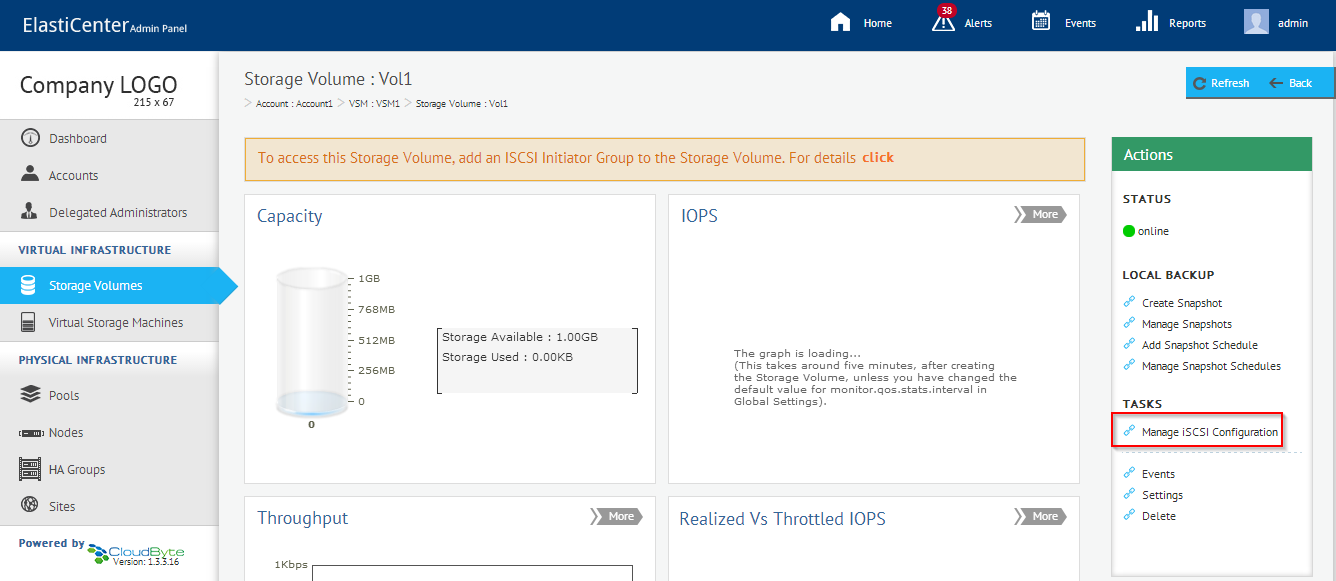 ElastiCenter Admin Panel
Home
38
Alerts
Events
Reports
admin
Company LOGO
215 x 67
Dashboard
Accounts
Delegated Administrators
VIRTUAL INFRASTRUCTURE
Storage Volumes
Virtual Storage Machines
PHYSICAL INFRASTRUCTURE
Pools
Nodes
HA Groups
Sites
Powered by
CloudByte
Version: 1.3.3.16
Storage Volume : Vol1
Account : Account1 > VSM : VSM1 > Storage Volume : Vol1
Refresh
Back
To access this Storage Volume, add an ISCSI Initiator Group to the Storage Volume. For details click
Capacity
1GB
768MB
512MB
256MB
0
0
Storage Available : 1.00GB
Storage Used : 0.00KB
IOPS
More
The graph is loading...
(This takes around five minutes, after creating
the Storage Volume, unless you have changed the
default value for monitor.qos.stats.interval in
Global Settings).
Throughput
More
1Kbps
Realized Vs Throttled IOPS
More
Actions
STATUS
online
LOCAL BACKUP
Create Snapshot
Manage Snapshots
Add Snapshot Schedule
Manage Snapshot Schedules
TASKS
Manage iSCSI Configuration
Events
Settings
Delete